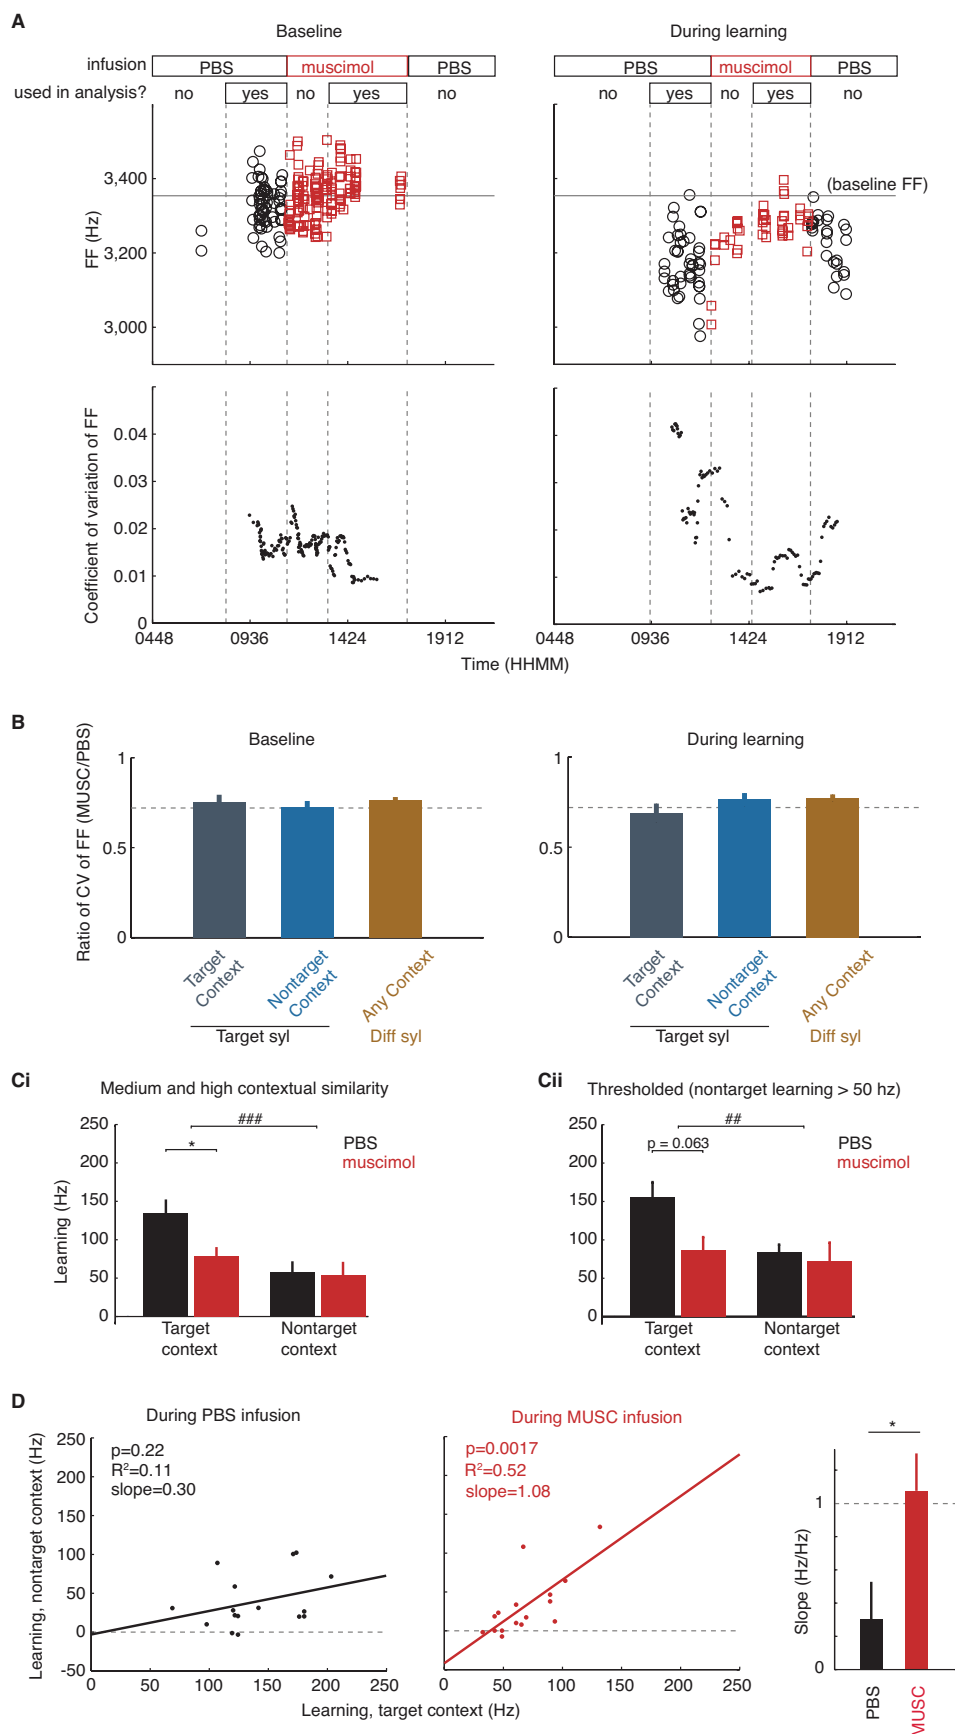 A
Baseline
During learning
infusion PBS muscimol PBS
PBS muscimol PBS
used in analysis? no yes no yes no
no yes no yes no
FF (Hz)
3,400
3,200
3,000
(baseline FF)
Coefficient of variation of FF
0.04
0.03
0.02
0.01
0
0448 0936 1424 1912
0448 0936 1424 1912
Time (HHMM)
B
Baseline
During learning
Ratio of CV of FF (MUSC/PBS)
1
0.5
0
1
0.5
0
Target Context
Nontarget Context
Any Context
Target syl
Diff syl
Target Context
Nontarget Context
Any Context
Target syl
Diff syl
Ci
Medium and high contextual similarity
Learning (Hz)
250
200
150
100
50
0
###
*
PBS
muscimol
Target context
Nontarget context
Cii
Thresholded (nontarget learning > 50 hz)
250
200
150
100
50
0
##
p = 0.063
PBS
muscimol
Target context
Nontarget context
D
During PBS infusion
Learning, nontarget context (Hz)
250
200
150
100
50
0
-50
p=0.22
R²=0.11
slope=0.30
0 50 100 150 200 250
During MUSC infusion
p=0.0017
R²=0.52
slope=1.08
0 50 100 150 200 250
Learning, target context (Hz)
Slope (Hz/Hz)
1
0
*
PBS
MUSC